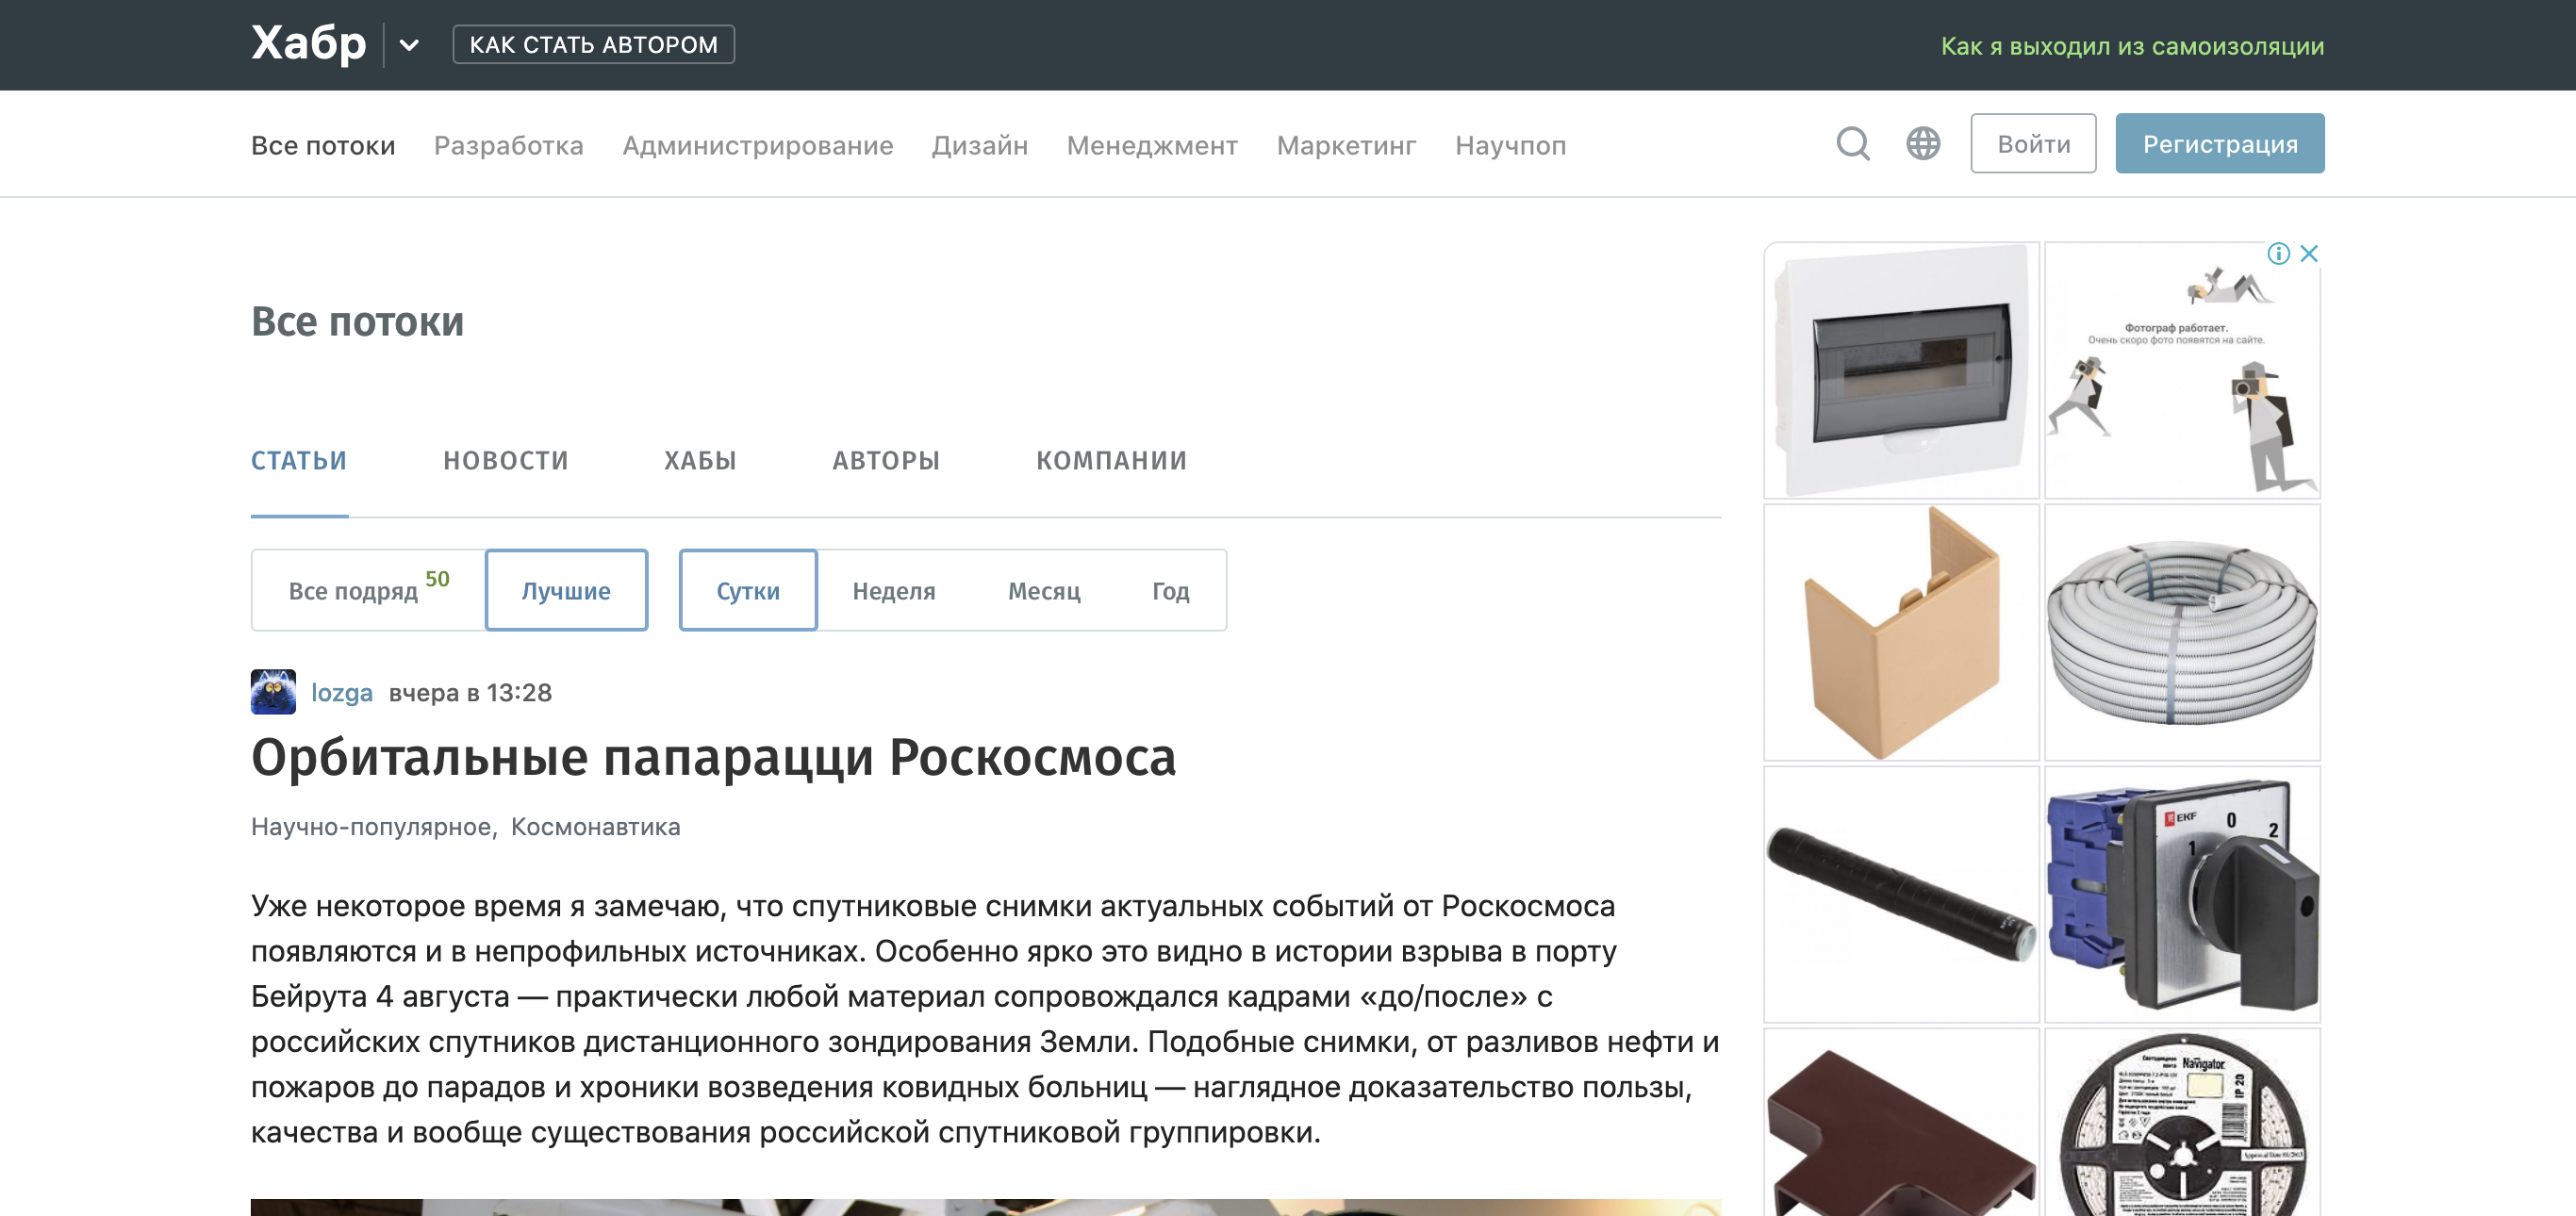 Хабр
КАК СТАТЬ АВТОРОМ
Как я выходил из самоизоляции
Все потоки Разработка Администрирование Дизайн Менеджмент Маркетинг Научпоп
Войти Регистрация
Все потоки
СТАТЬИ НОВОСТИ ХАБЫ АВТОРЫ КОМПАНИИ
Все подряд 50 Лучшие Сутки Неделя Месяц Год
lozga вчера в 13:28
Орбитальные папарацци Роскосмоса
Научно-популярное, Космонавтика
Уже некоторое время я замечаю, что спутниковые снимки актуальных событий от Роскосмоса
появляются и в непрофильных источниках. Особенно ярко это видно в истории взрыва в порту
Бейрута 4 августа — практически любой материал сопровождался кадрами «до/после» с
российских спутников дистанционного зондирования Земли. Подобные снимки, от разливов нефти и
пожаров до парадов и хроники возведения ковидных больниц — наглядное доказательство пользы,
качества и вообще существования российской спутниковой группировки.
Фотограф работает.
Очень скоро фото появятся на сайте.
EKF
0
1
2
Navigator
IP 20